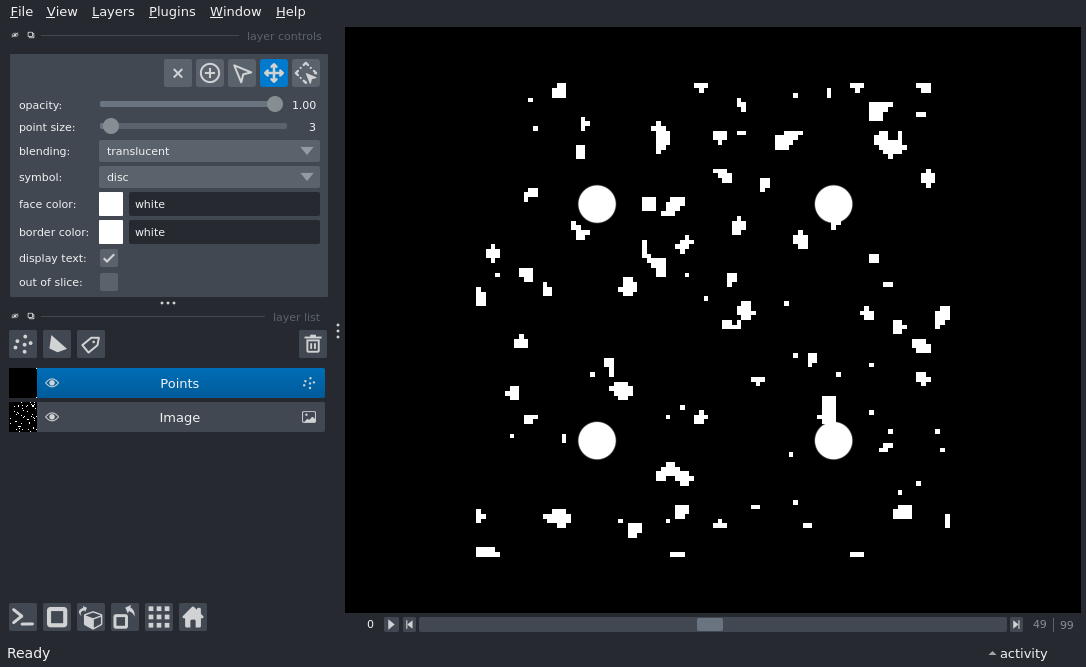 File View Layers Plugins Window Help
layer controls
opacity: 1.00
point size: 3
blending: translucent
symbol: disc
face color: white
border color: white
display text:
out of slice:
layer list
Points
Image
0 49 | 99
Ready activity